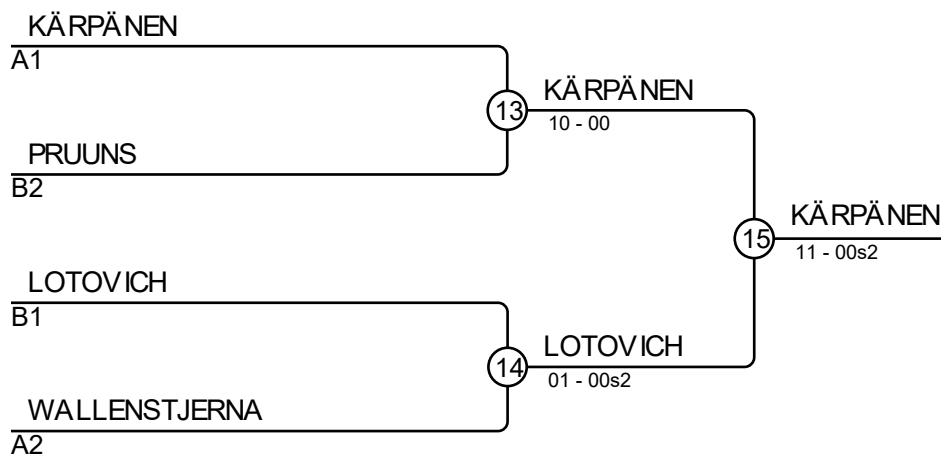 KÄRPÄNEN
A1
13
KÄRPÄNEN
10 - 00
PRUUNS
B2
15
KÄRPÄNEN
11 - 00s2
LOTOVICH
B1
14
LOTOVICH
01 - 00s2
WALLENSTJERNA
A2